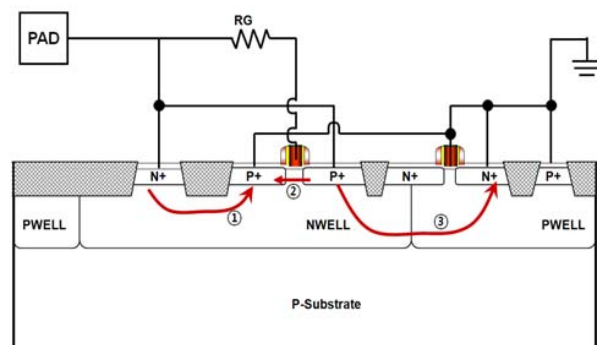 PAD
RG
N+
P+
P+
N+
N+
P+
①
②
③
PWELL
NWELL
PWELL
P-Substrate